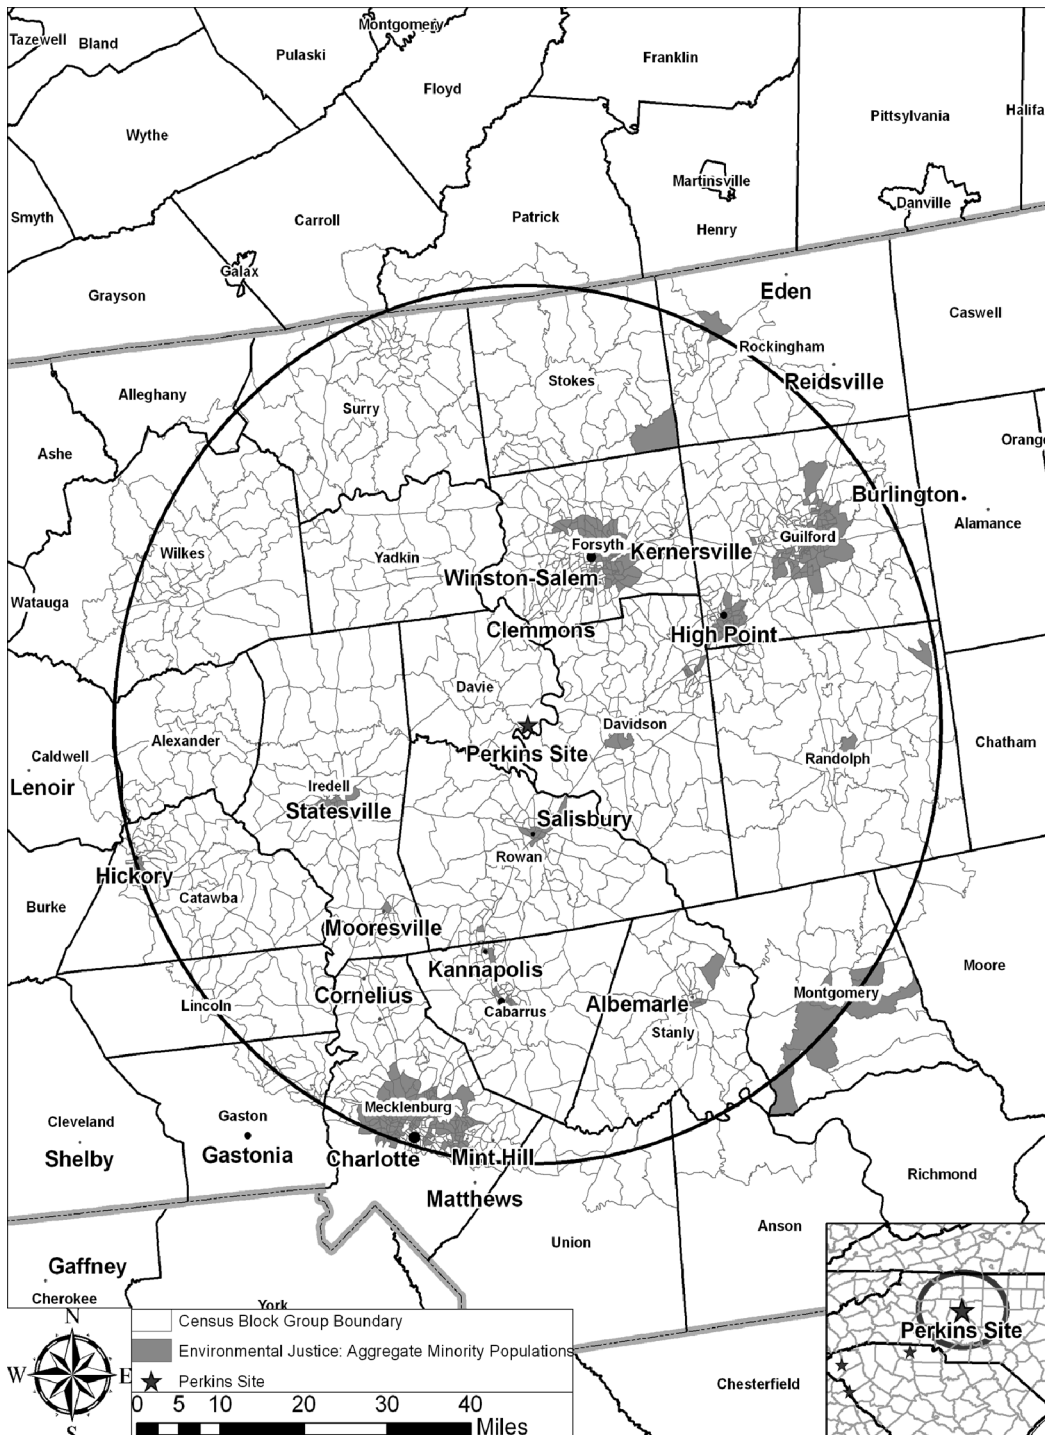 Tazewell
Bland
Montgomery
Pulaski
Franklin
Floyd
Pittsylvania
Halifa
Wythe
Martinsville
Smyth
Carroll
Patrick
Danville
Henry
Galax
Grayson
Eden
Caswell
Rockingham
Alleghany
Stokes
Reidsville
Surry
Ashe
Orange
Burlington
Alamance
Guilford
Forsyth
Kernersville
Wilkes
Yadkin
Winston-Salem
Watauga
Clemmons
High Point
Davie
Davidson
Alexander
Perkins Site
Chatham
Caldwell
Randolph
Lenoir
Iredell
Statesville
Salisbury
Rowan
Hickory
Catawba
Burke
Mooresville
Kannapolis
Moore
Cornelius
Montgomery
Lincoln
Albemarle
Cabarrus
Stanly
Mecklenburg
Gaston
Cleveland
Gastonia
Charlotte
Mint Hill
Shelby
Richmond
Matthews
Anson
Union
Gaffney
Cherokee
York
Perkins Site
Chesterfield
N
W
E
S
Census Block Group Boundary
Environmental Justice: Aggregate Minority Populations
Perkins Site
0 5 10 20 30 40
Miles